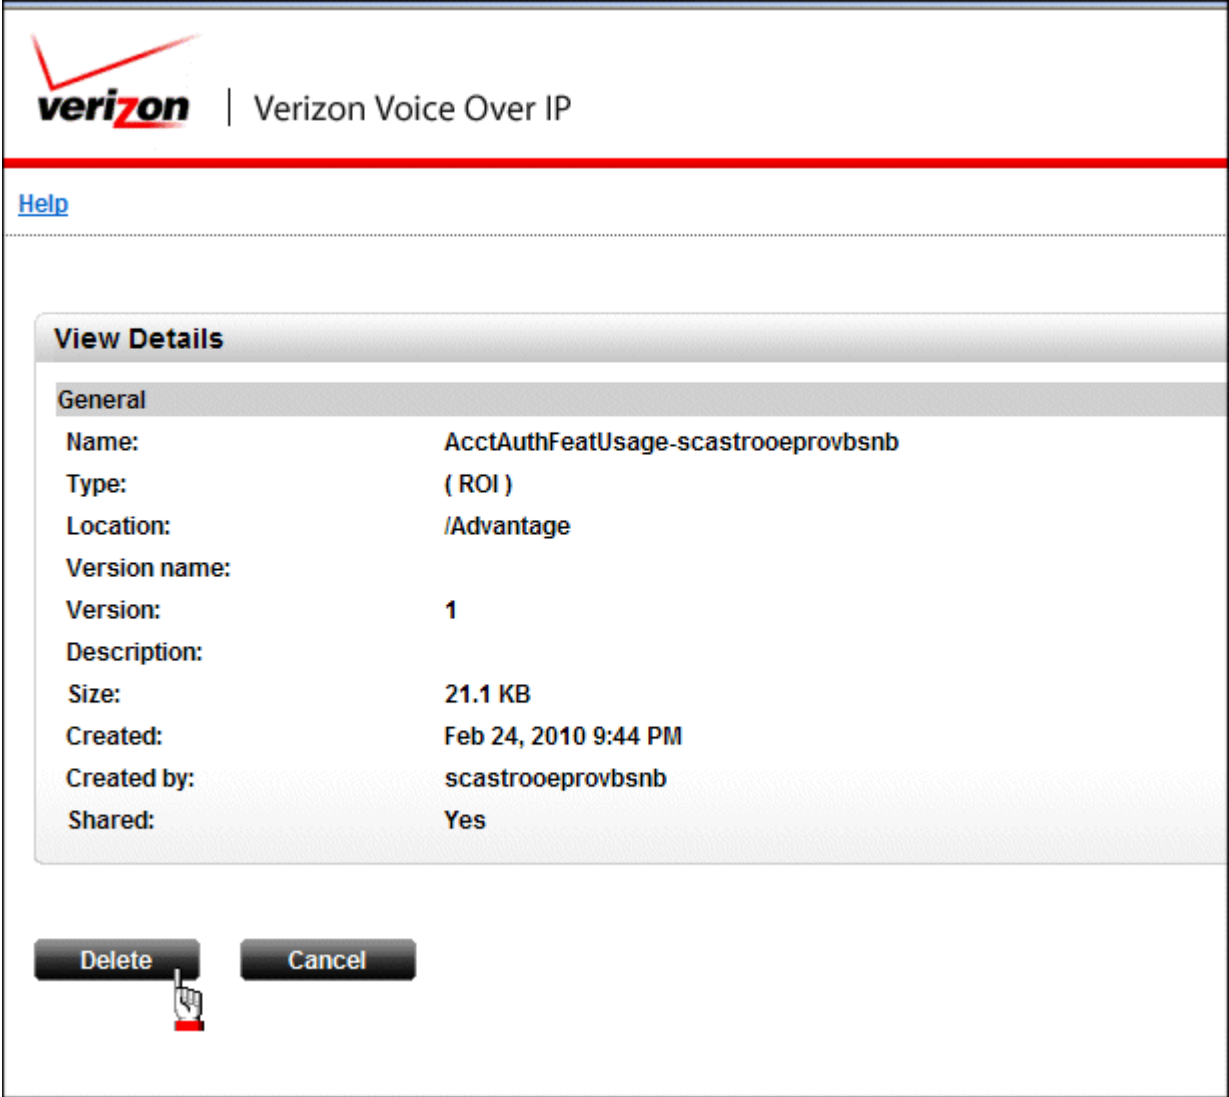 verizon | Verizon Voice Over IP
Help
View Details
General
Name: AcctAuthFeatUsage-scastrooeprovbsnb
Type: ( ROI )
Location: /Advantage
Version name:
Version: 1
Description:
Size: 21.1 KB
Created: Feb 24, 2010 9:44 PM
Created by: scastrooeprovbsnb
Shared: Yes
Delete Cancel